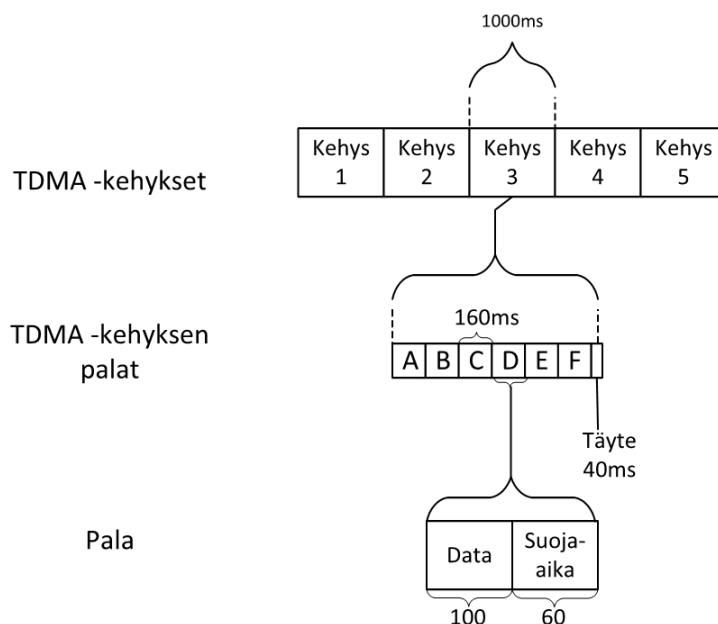 1000ms
TDMA -kehykset
Kehys Kehys Kehys Kehys Kehys
1 2 3 4 5
TDMA -kehyksen
palat
160ms
A B C D E F
Täyte
40ms
Pala
Data
Suoja-
aika
100 60